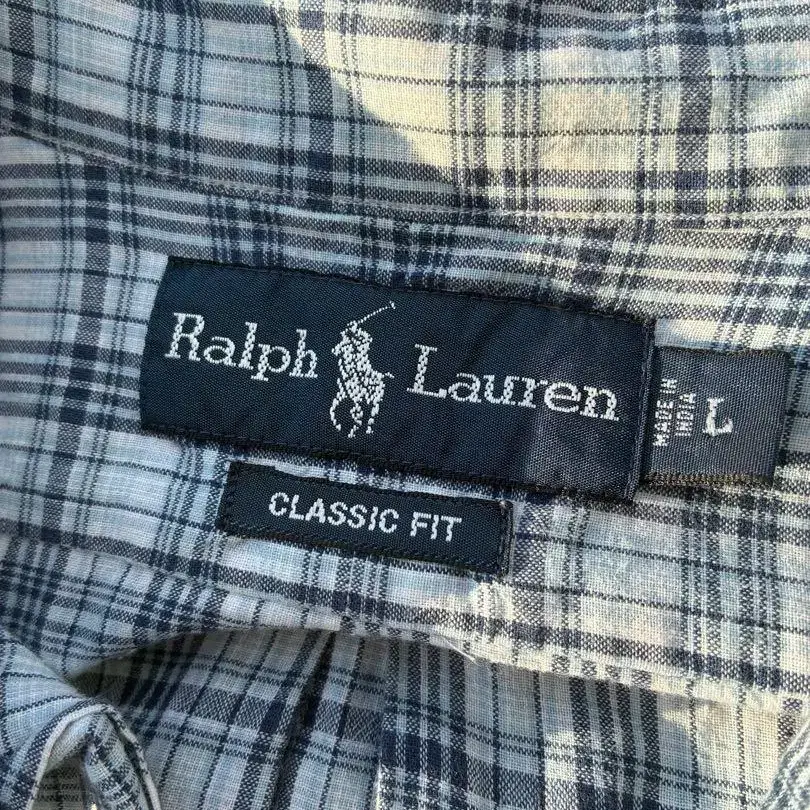 Ralph Lauren
MADE IN
INDIA
L
CLASSIC FIT